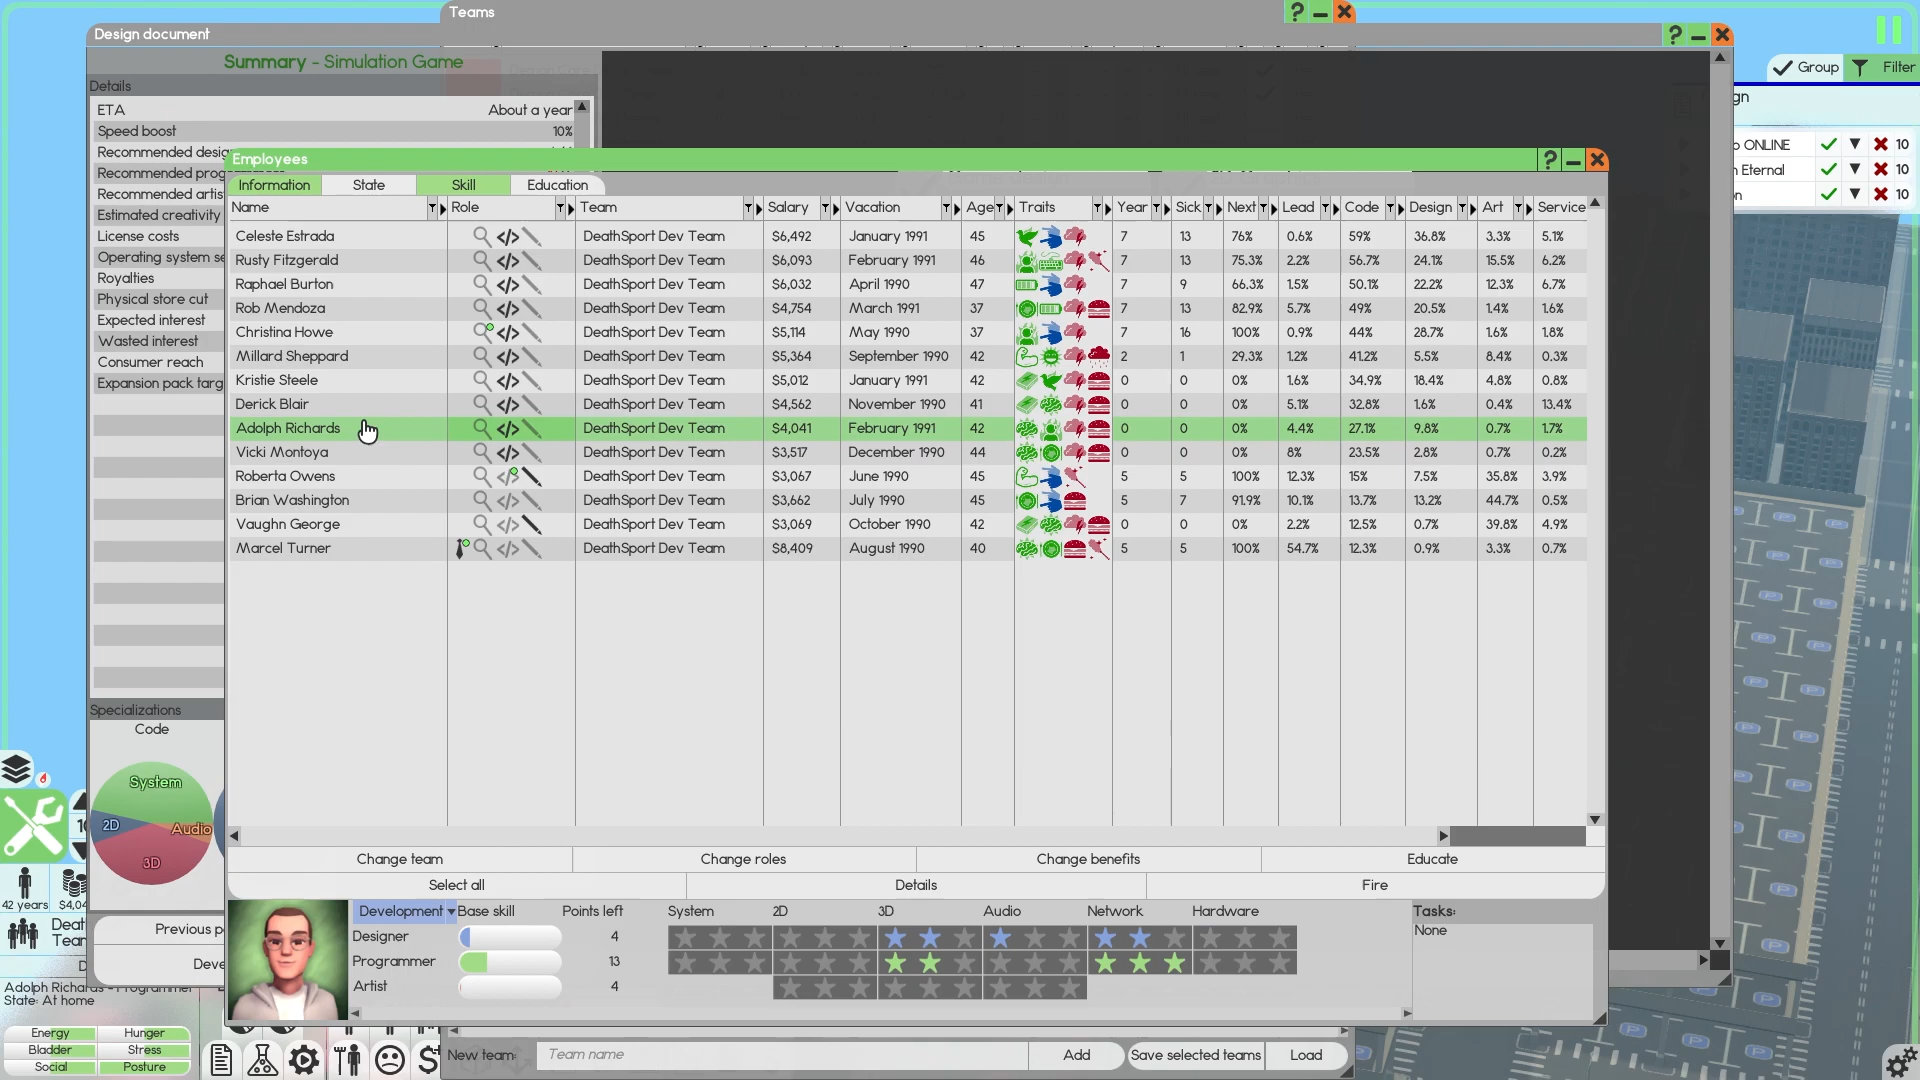 Teams
Design document
Summary - Simulation Game
Details
ETA About a year
Speed boost 10%
Recommended
Recommended
Recommended
Estimated creativity
License costs
Operating system
Royalties
Physical store cut
Expected interest
Wasted interest
Consumer reach
Expansion pack
Group Filter
ONLINE 10
Eternal 10
10
Employees
Information State Skill Education
Name Role Team Salary Vacation Age Traits Year Sick Next Lead Code Design Art Service
Celeste Estrada DeathSport Dev Team $6,492 January 1991 45 7 13 76% 0.6% 59% 36.8% 3.3% 5.1%
Rusty Fitzgerald DeathSport Dev Team $6,093 February 1991 46 7 13 75.3% 2.2% 56.7% 24.1% 15.5% 6.2%
Raphael Burton DeathSport Dev Team $6,032 April 1990 47 7 9 66.3% 1.5% 50.1% 22.2% 12.3% 6.7%
Rob Mendoza DeathSport Dev Team $4,754 March 1991 37 7 13 82.9% 5.7% 49% 20.5% 1.4% 1.6%
Christina Howe DeathSport Dev Team $5,114 May 1990 37 7 16 100% 0.9% 44% 28.7% 1.6% 1.8%
Millard Sheppard DeathSport Dev Team $5,364 September 1990 42 2 1 29.3% 1.2% 41.2% 5.5% 8.4% 0.3%
Kristie Steele DeathSport Dev Team $5,012 January 1991 42 0 0 0% 1.6% 34.9% 18.4% 4.8% 0.8%
Derick Blair DeathSport Dev Team $4,562 November 1990 41 0 0 0% 5.1% 32.8% 1.6% 0.4% 13.4%
Adolph Richards DeathSport Dev Team $4,041 February 1991 42 0 0 0% 4.4% 27.1% 9.8% 0.7% 1.7%
Vicki Montoya DeathSport Dev Team $3,517 December 1990 44 0 0 0% 8% 23.5% 2.8% 0.7% 0.2%
Roberta Owens DeathSport Dev Team $3,067 June 1990 45 5 5 100% 12.3% 15% 7.5% 35.8% 3.9%
Brian Washington DeathSport Dev Team $3,662 July 1990 45 5 7 91.9% 10.1% 13.7% 13.2% 44.7% 0.5%
Vaughn George DeathSport Dev Team $3,069 October 1990 42 0 0 0% 2.2% 12.5% 0.7% 39.8% 4.9%
Marcel Turner DeathSport Dev Team $8,409 August 1990 40 5 5 100% 54.7% 12.3% 0.9% 3.3% 0.7%
Specializations
Code
System
2D Audio
3D
Change team Change roles Change benefits Educate
Select all Details Fire
Development Base skill Points left System 2D 3D Audio Network Hardware Tasks:
Designer 4 None
Programmer 13
Artist 4
42 years
Previous
Adolph Richards - Programmer
State: At home
Energy Hunger
Bladder Stress
Social Posture
New team: Team name Add Save selected teams Load